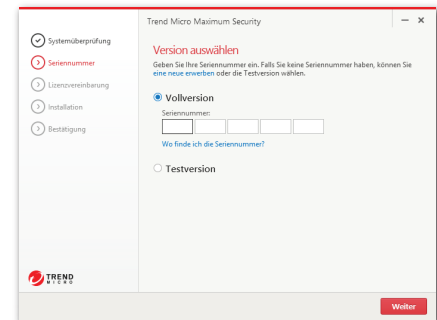 Trend Micro Maximum Security
Systemüberprüfung
Seriennummer
Lizenzvereinbarung
Installation
Bestätigung
Version auswählen
Geben Sie Ihre Seriennummer ein. Falls Sie keine Seriennummer haben, können Sie
eine neue erwerben oder die Testversion wählen.
Vollversion
Seriennummer:
Wo finde ich die Seriennummer?
Testversion
TREND
MICRO
Weiter